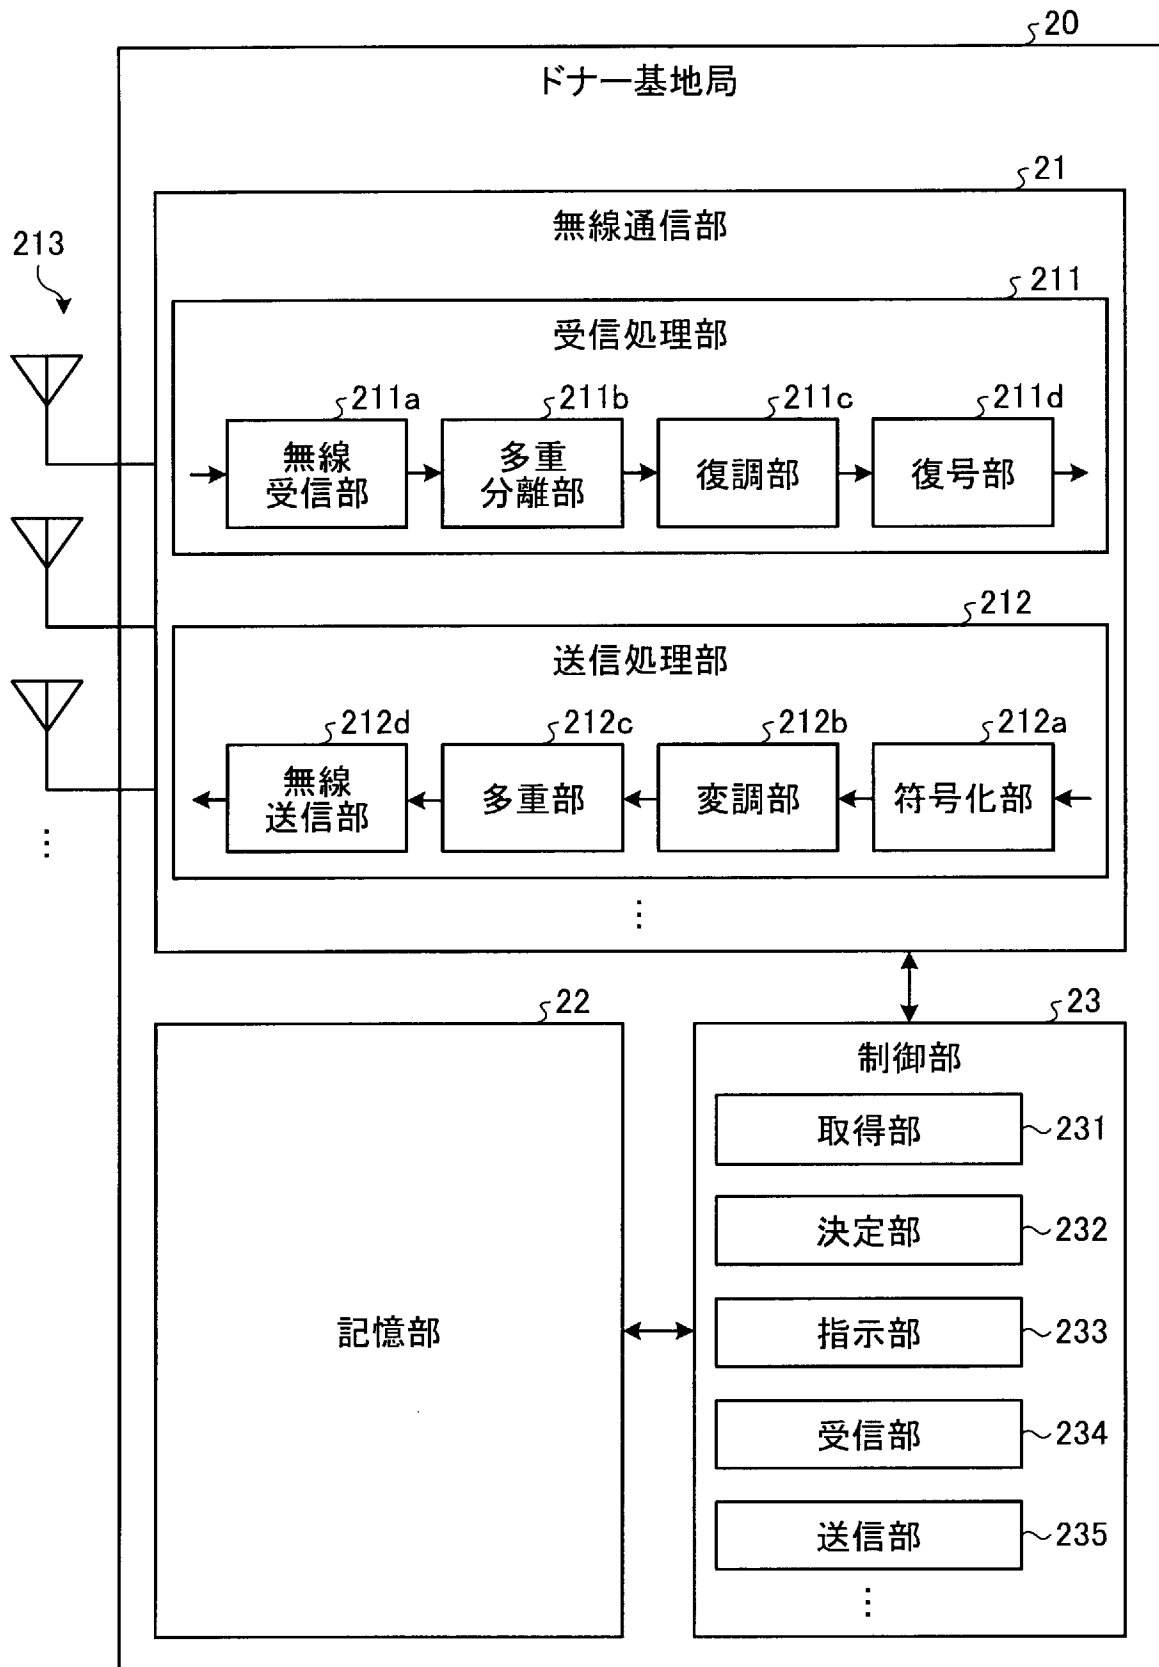 20
ドナー基地局
21
無線通信部
213
211
受信処理部
211a
211b
211c
211d
無線
受信部
多重
分離部
復調部
復号部
212
送信処理部
212d
212c
212b
212a
無線
送信部
多重部
変調部
符号化部
⋮
⋮
22
23
記憶部
制御部
取得部
231
決定部
232
指示部
233
受信部
234
送信部
235
⋮